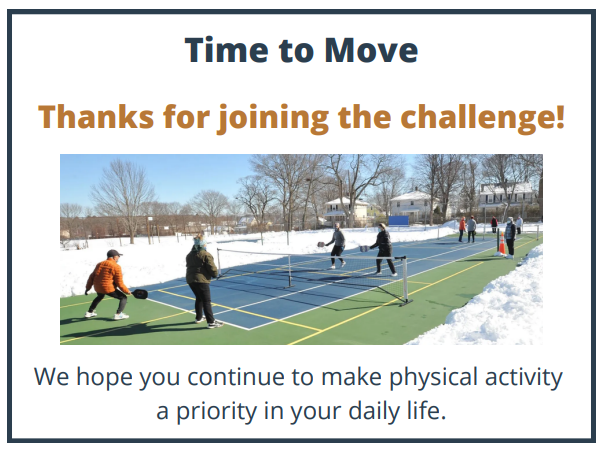 Time to Move
Thanks for joining the challenge!
We hope you continue to make physical activity
a priority in your daily life.